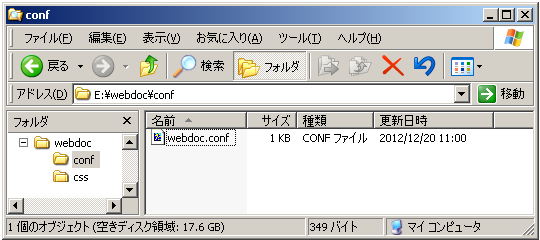 conf
ファイル(F) 編集(E) 表示(V) お気に入り(A) ツール(T) ヘルプ(H)
戻る 検索 フォルダ
アドレス(D) E:¥webdoc¥conf 移動
フォルダ
webdoc
conf
css
名前 サイズ 種類 更新日時
webdoc.conf 1 KB CONF ファイル 2012/12/20 11:00
1 個のオブジェクト (空きディスク領域: 17.6 GB) 349 バイト マイ コンピュータ